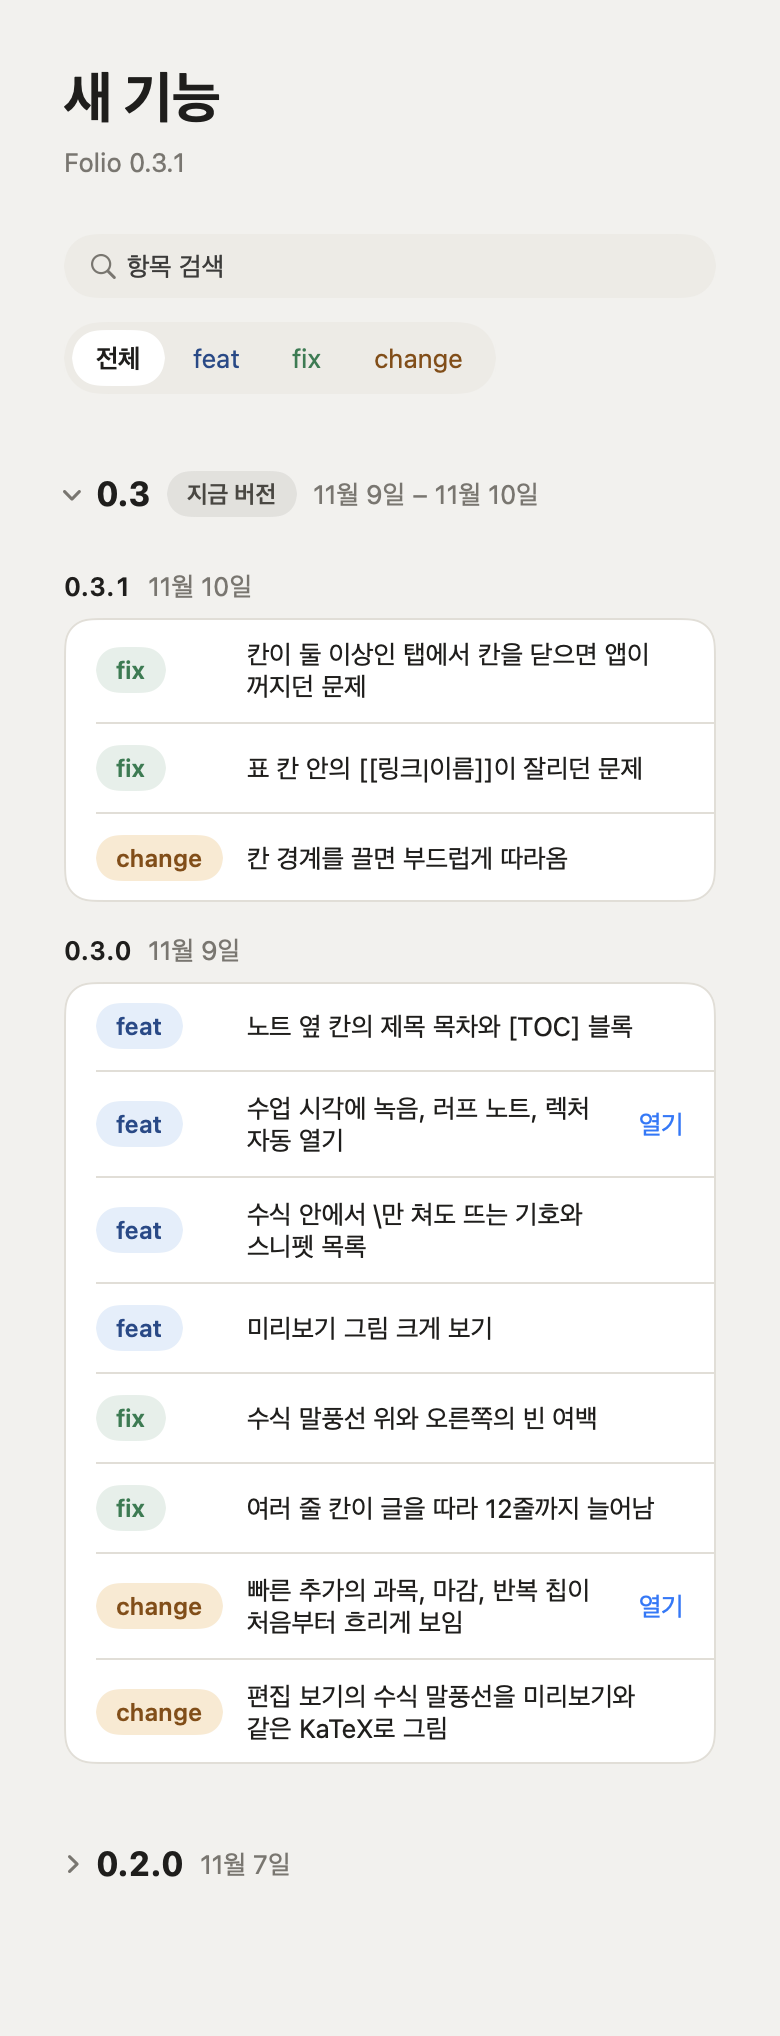 새 기능
Folio 0.3.1
항목 검색
전체 feat fix change
0.3 지금 버전 11월 9일 – 11월 10일
0.3.1 11월 10일
fix 칸이 둘 이상인 탭에서 칸을 닫으면 앱이
꺼지던 문제
fix 표 칸 안의 [[링크|이름]]이 잘리던 문제
change 칸 경계를 끌면 부드럽게 따라옴
0.3.0 11월 9일
feat 노트 옆 칸의 제목 목차와 [TOC] 블록
feat 수업 시각에 녹음, 러프 노트, 렉처
자동 열기 열기
feat 수식 안에서 \만 쳐도 뜨는 기호와
스니펫 목록
feat 미리보기 그림 크게 보기
fix 수식 말풍선 위와 오른쪽의 빈 여백
fix 여러 줄 칸이 글을 따라 12줄까지 늘어남
change 빠른 추가의 과목, 마감, 반복 칩이
처음부터 흐리게 보임 열기
change 편집 보기의 수식 말풍선을 미리보기와
같은 KaTeX로 그림
0.2.0 11월 7일